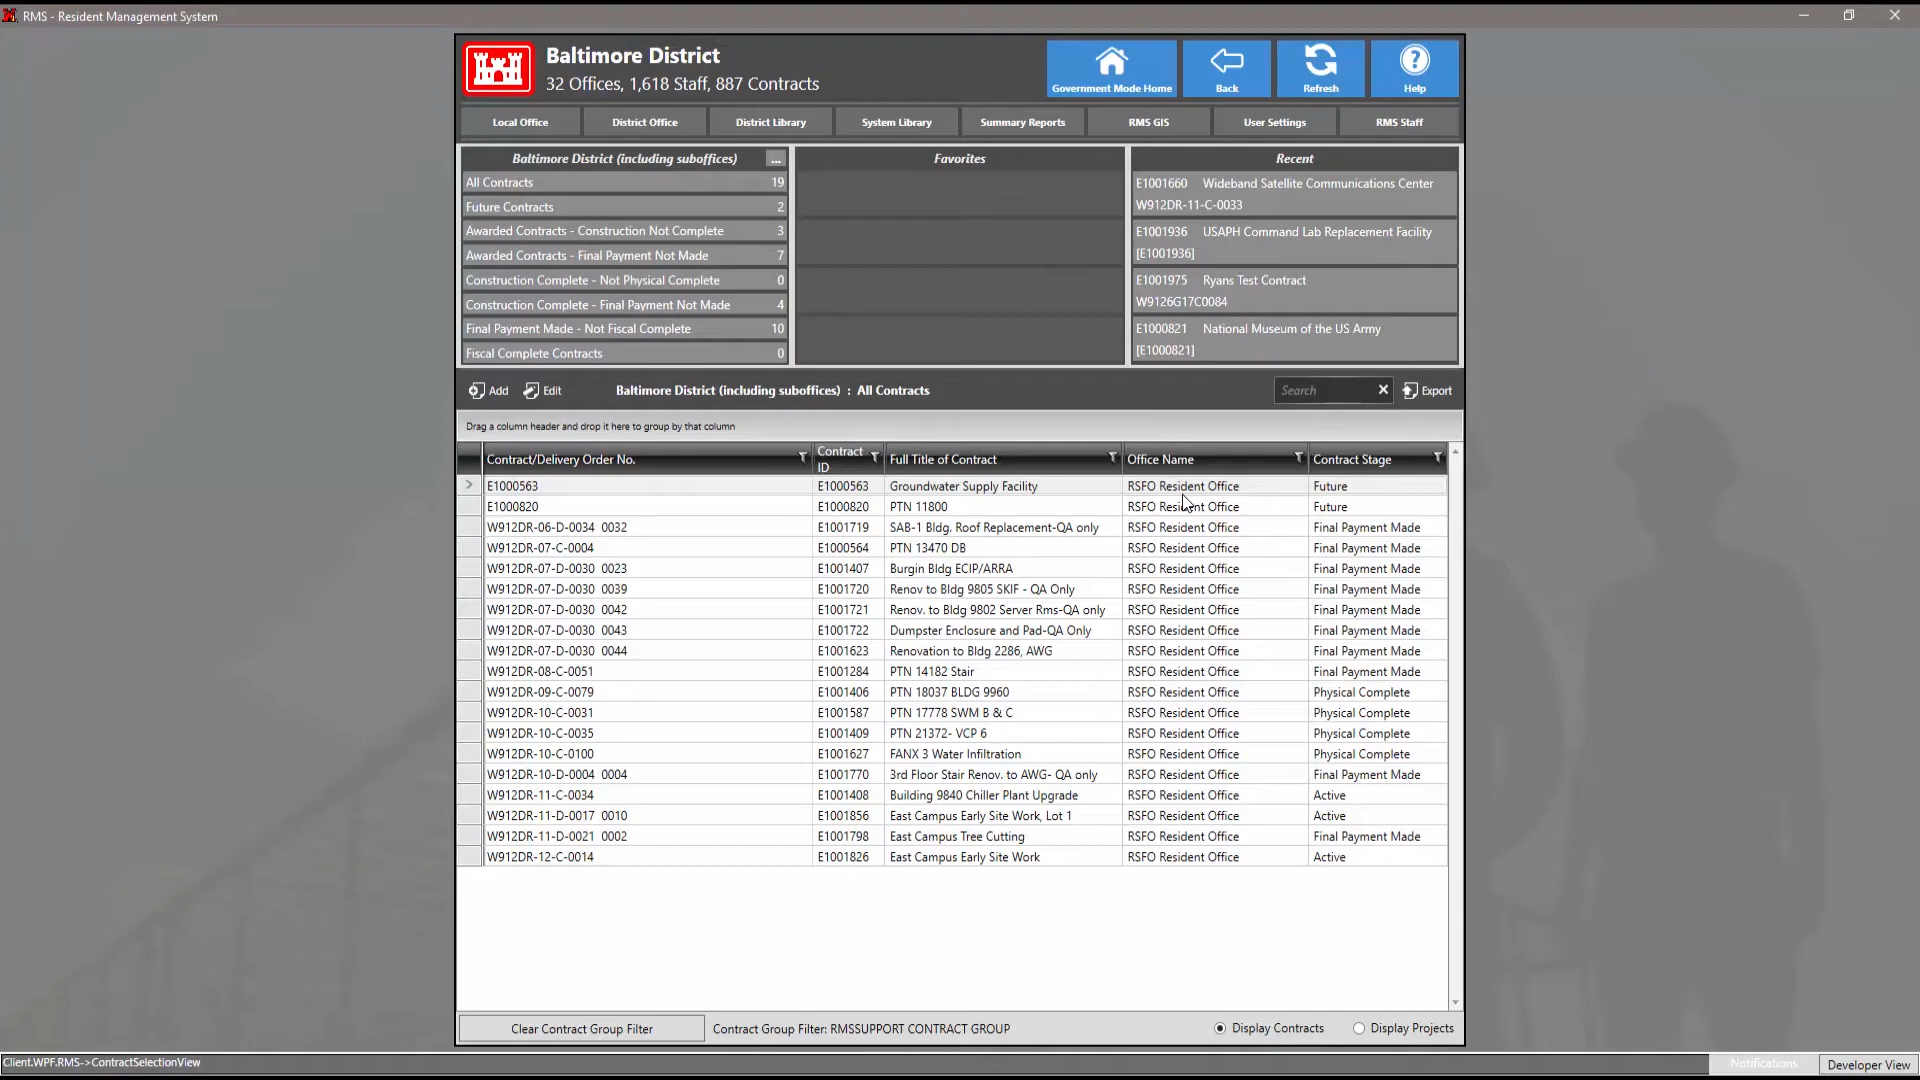 RMS - Resident Management System
Baltimore District
32 Offices, 1,618 Staff, 887 Contracts
Government Mode Home
Back
Refresh
Help
Local Office
District Office
District Library
System Library
Summary Reports
RMS GIS
User Settings
RMS Staff
Baltimore District (including suboffices) ...
All Contracts 19
Future Contracts 2
Awarded Contracts - Construction Not Complete 3
Awarded Contracts - Final Payment Not Made 7
Construction Complete - Not Physical Complete 0
Construction Complete - Final Payment Not Made 4
Final Payment Made - Not Fiscal Complete 10
Fiscal Complete Contracts 0
Favorites
Recent
E1001660 Wideband Satellite Communications Center
W912DR-11-C-0033
E1001936 USAPH Command Lab Replacement Facility
[E1001936]
E1001975 Ryans Test Contract
W9126G17C0084
E1000821 National Museum of the US Army
[E1000821]
Add Edit Baltimore District (including suboffices) : All Contracts Search Export
Drag a column header and drop it here to group by that column
Contract/Delivery Order No. Contract ID Full Title of Contract Office Name Contract Stage
E1000563 E1000563 Groundwater Supply Facility RSFO Resident Office Future
E1000820 E1000820 PTN 11800 RSFO Resident Office Future
W912DR-06-D-0034 0032 E1001719 SAB-1 Bldg. Roof Replacement-QA only RSFO Resident Office Final Payment Made
W912DR-07-C-0004 E1000564 PTN 13470 DB RSFO Resident Office Final Payment Made
W912DR-07-D-0030 0023 E1001407 Burgin Bldg ECIP/ARRA RSFO Resident Office Final Payment Made
W912DR-07-D-0030 0039 E1001720 Renov to Bldg 9805 SKIF - QA Only RSFO Resident Office Final Payment Made
W912DR-07-D-0030 0042 E1001721 Renov. to Bldg 9802 Server Rms-QA only RSFO Resident Office Final Payment Made
W912DR-07-D-0030 0043 E1001722 Dumpster Enclosure and Pad-QA Only RSFO Resident Office Final Payment Made
W912DR-07-D-0030 0044 E1001623 Renovation to Bldg 2286, AWG RSFO Resident Office Final Payment Made
W912DR-08-C-0051 E1001284 PTN 14182 Stair RSFO Resident Office Final Payment Made
W912DR-09-C-0079 E1001406 PTN 18037 BLDG 9960 RSFO Resident Office Physical Complete
W912DR-10-C-0031 E1001587 PTN 17778 SWM B & C RSFO Resident Office Physical Complete
W912DR-10-C-0035 E1001409 PTN 21372- VCP 6 RSFO Resident Office Physical Complete
W912DR-10-C-0100 E1001627 FANX 3 Water Infiltration RSFO Resident Office Physical Complete
W912DR-10-D-0004 0004 E1001770 3rd Floor Stair Renov. to AWG- QA only RSFO Resident Office Final Payment Made
W912DR-11-C-0034 E1001408 Building 9840 Chiller Plant Upgrade RSFO Resident Office Active
W912DR-11-D-0017 0010 E1001856 East Campus Early Site Work, Lot 1 RSFO Resident Office Active
W912DR-11-D-0021 0002 E1001798 East Campus Tree Cutting RSFO Resident Office Final Payment Made
W912DR-12-C-0014 E1001826 East Campus Early Site Work RSFO Resident Office Active
Clear Contract Group Filter Contract Group Filter: RMSSUPPORT CONTRACT GROUP Display Contracts Display Projects
Client.WPF.RMS->ContractSelectionView Notifications Developer View